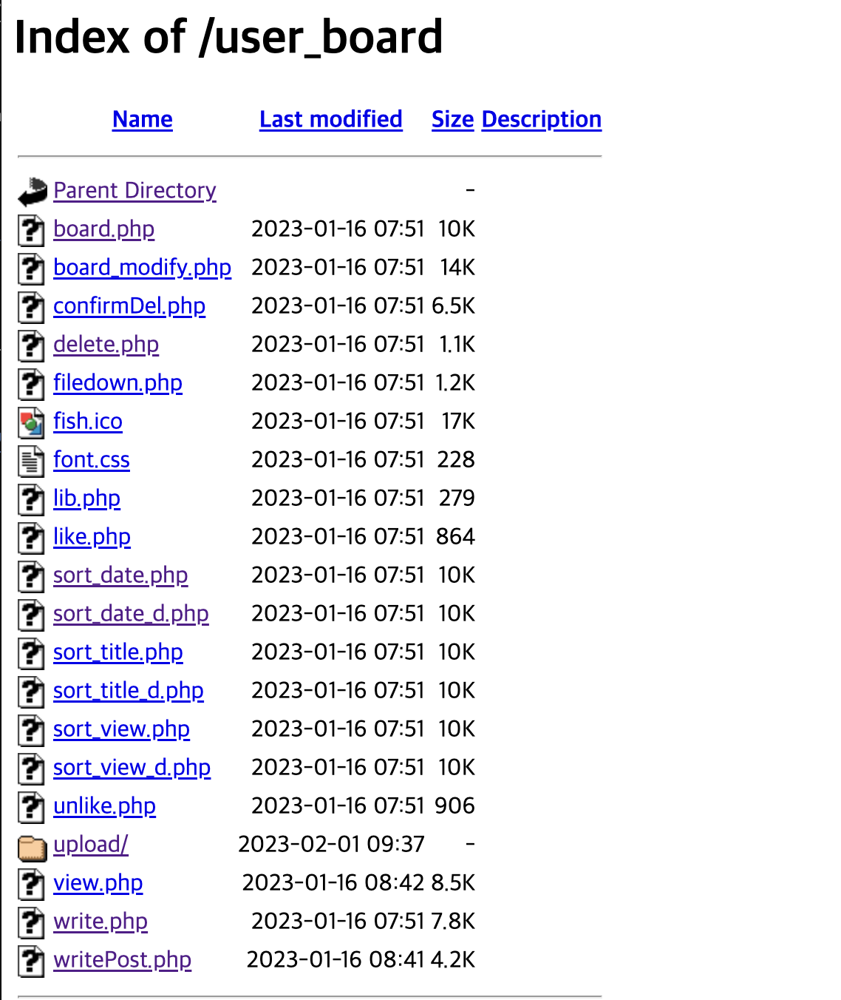 Index of /user_board
Name Last modified Size Description
Parent Directory -
board.php 2023-01-16 07:51 10K
board_modify.php 2023-01-16 07:51 14K
confirmDel.php 2023-01-16 07:51 6.5K
delete.php 2023-01-16 07:51 1.1K
filedown.php 2023-01-16 07:51 1.2K
fish.ico 2023-01-16 07:51 17K
font.css 2023-01-16 07:51 228
lib.php 2023-01-16 07:51 279
like.php 2023-01-16 07:51 864
sort_date.php 2023-01-16 07:51 10K
sort_date_d.php 2023-01-16 07:51 10K
sort_title.php 2023-01-16 07:51 10K
sort_title_d.php 2023-01-16 07:51 10K
sort_view.php 2023-01-16 07:51 10K
sort_view_d.php 2023-01-16 07:51 10K
unlike.php 2023-01-16 07:51 906
upload/ 2023-02-01 09:37 -
view.php 2023-01-16 08:42 8.5K
write.php 2023-01-16 07:51 7.8K
writePost.php 2023-01-16 08:41 4.2K